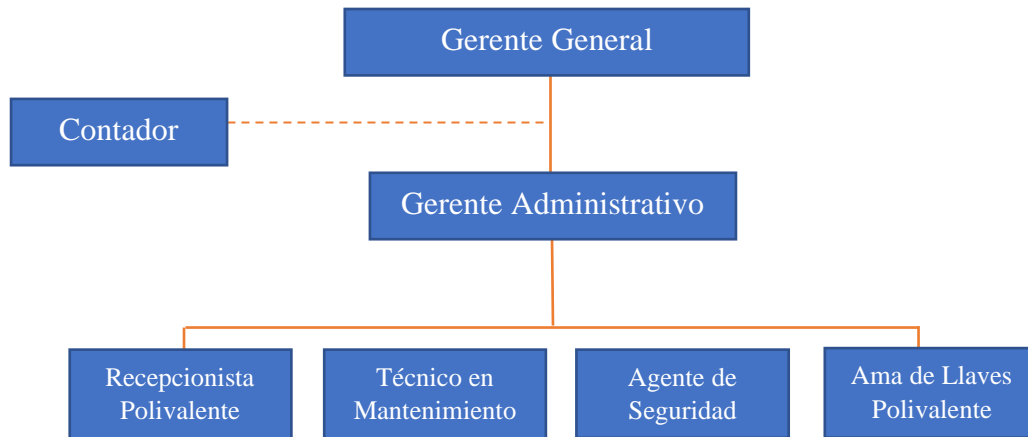 Gerente General
Contador
Gerente Administrativo
Recepcionista
Polivalente
Técnico en
Mantenimiento
Agente de
Seguridad
Ama de Llaves
Polivalente